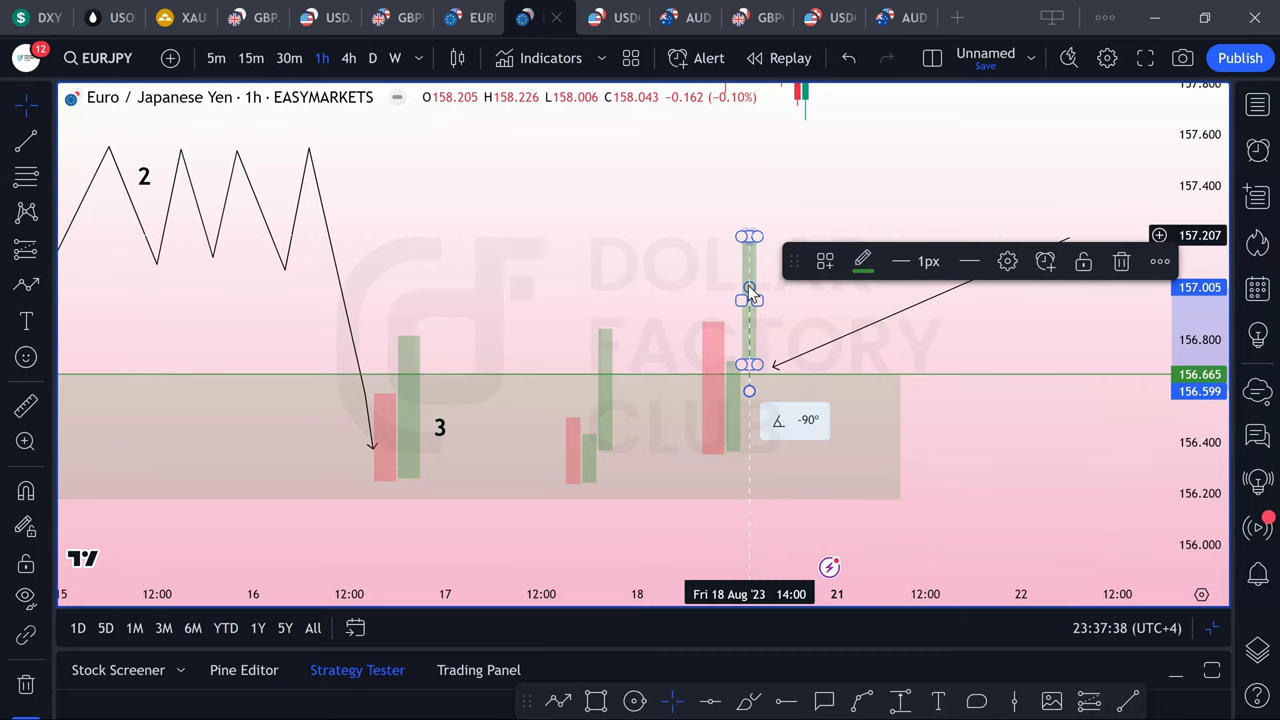 DXY
USO
XAU
GBP.
USD.
GBP
EUR
USD
AUD
GBP
USD
AUD
12
EURJPY
5m
15m
30m
1h
4h
D
W
Indicators
Alert
Replay
Unnamed
Save
Publish
Euro / Japanese Yen · 1h · EASYMARKETS
O158.205 H158.226 L158.006 C158.043 −0.162 (−0.10%)
157.800
157.600
157.400
157.207
157.005
156.800
156.665
156.599
156.400
156.200
156.000
2
3
DOLLAR
FACTORY
CLUB
1px
-90º
15
12:00
16
12:00
17
12:00
18
Fri 18 Aug '23 14:00
21
12:00
22
12:00
1D
5D
1M
3M
6M
YTD
1Y
5Y
All
23:37:38 (UTC+4)
Stock Screener
Pine Editor
Strategy Tester
Trading Panel